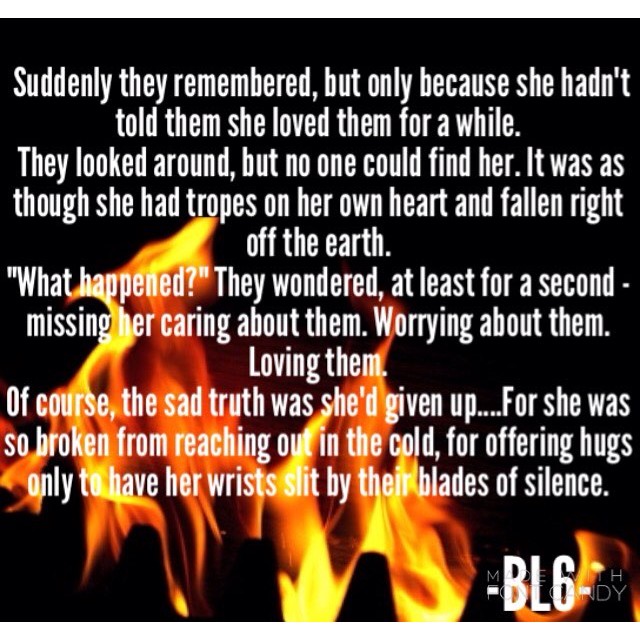 Suddenly they remembered, but only because she hadn't
told them she loved them for a while.
They looked around, but no one could find her. It was as
though she had tropes on her own heart and fallen right
off the earth.
"What happened?" They wondered, at least for a second -
missing her caring about them. Worrying about them.
Loving them.
Of course, the sad truth was she'd given up....For she was
so broken from reaching out in the cold, for offering hugs
only to have her wrists slit by their blades of silence.
-BL6-
MADE WITH
FONT CANDY